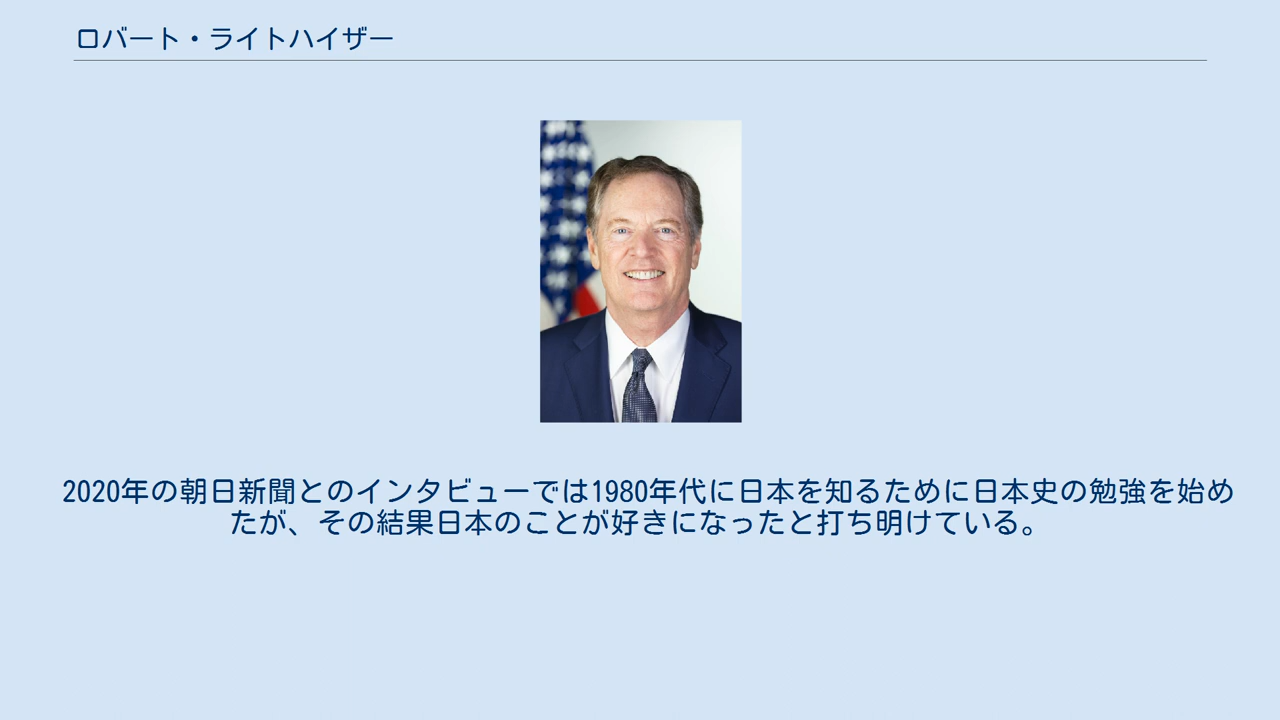 ロバート・ライトハイザー
2020年の朝日新聞とのインタビューでは1980年代に日本を知るために日本史の勉強を始め
たが、その結果日本のことが好きになったと打ち明けている。